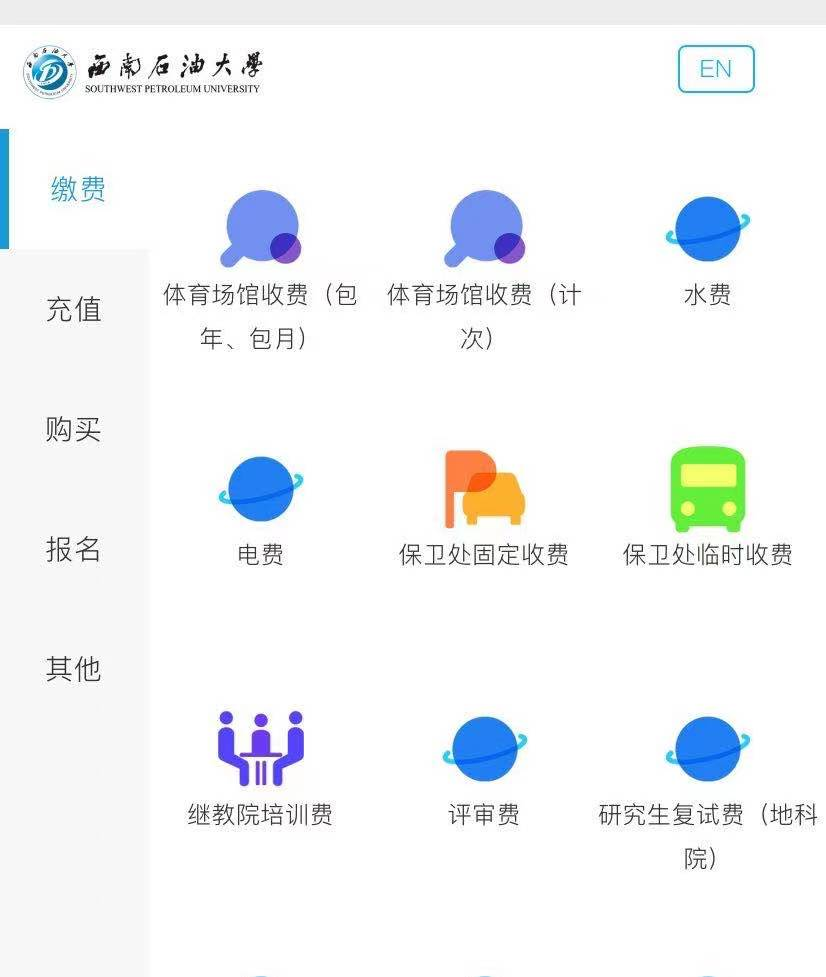 西南石油大学
SOUTHWEST PETROLEUM UNIVERSITY
EN
缴费
充值
购买
报名
其他
体育场馆收费（包
年、包月）
体育场馆收费（计
次）
水费
电费
保卫处固定收费
保卫处临时收费
继教院培训费
评审费
研究生复试费（地科
院）